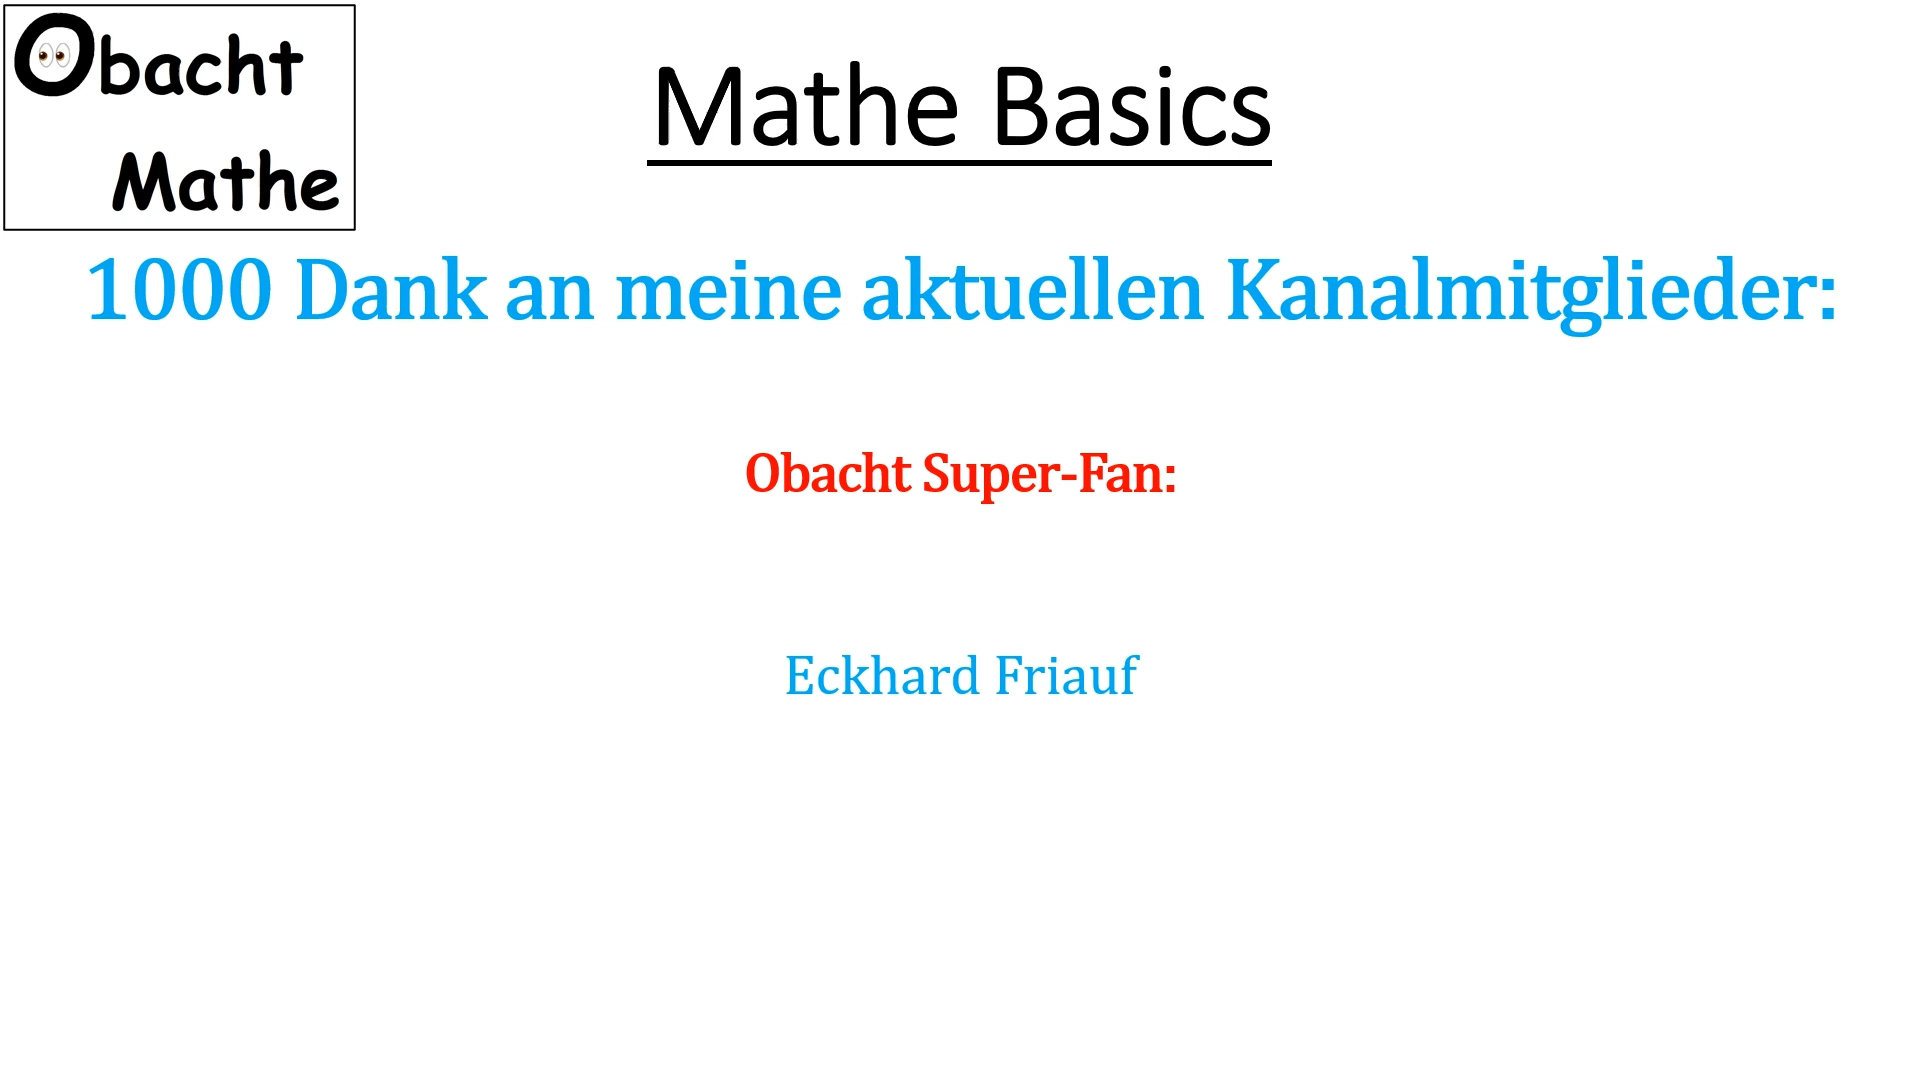 Obacht
Mathe
Mathe Basics
1000 Dank an meine aktuellen Kanalmitglieder:
Obacht Super-Fan:
Eckhard Friauf